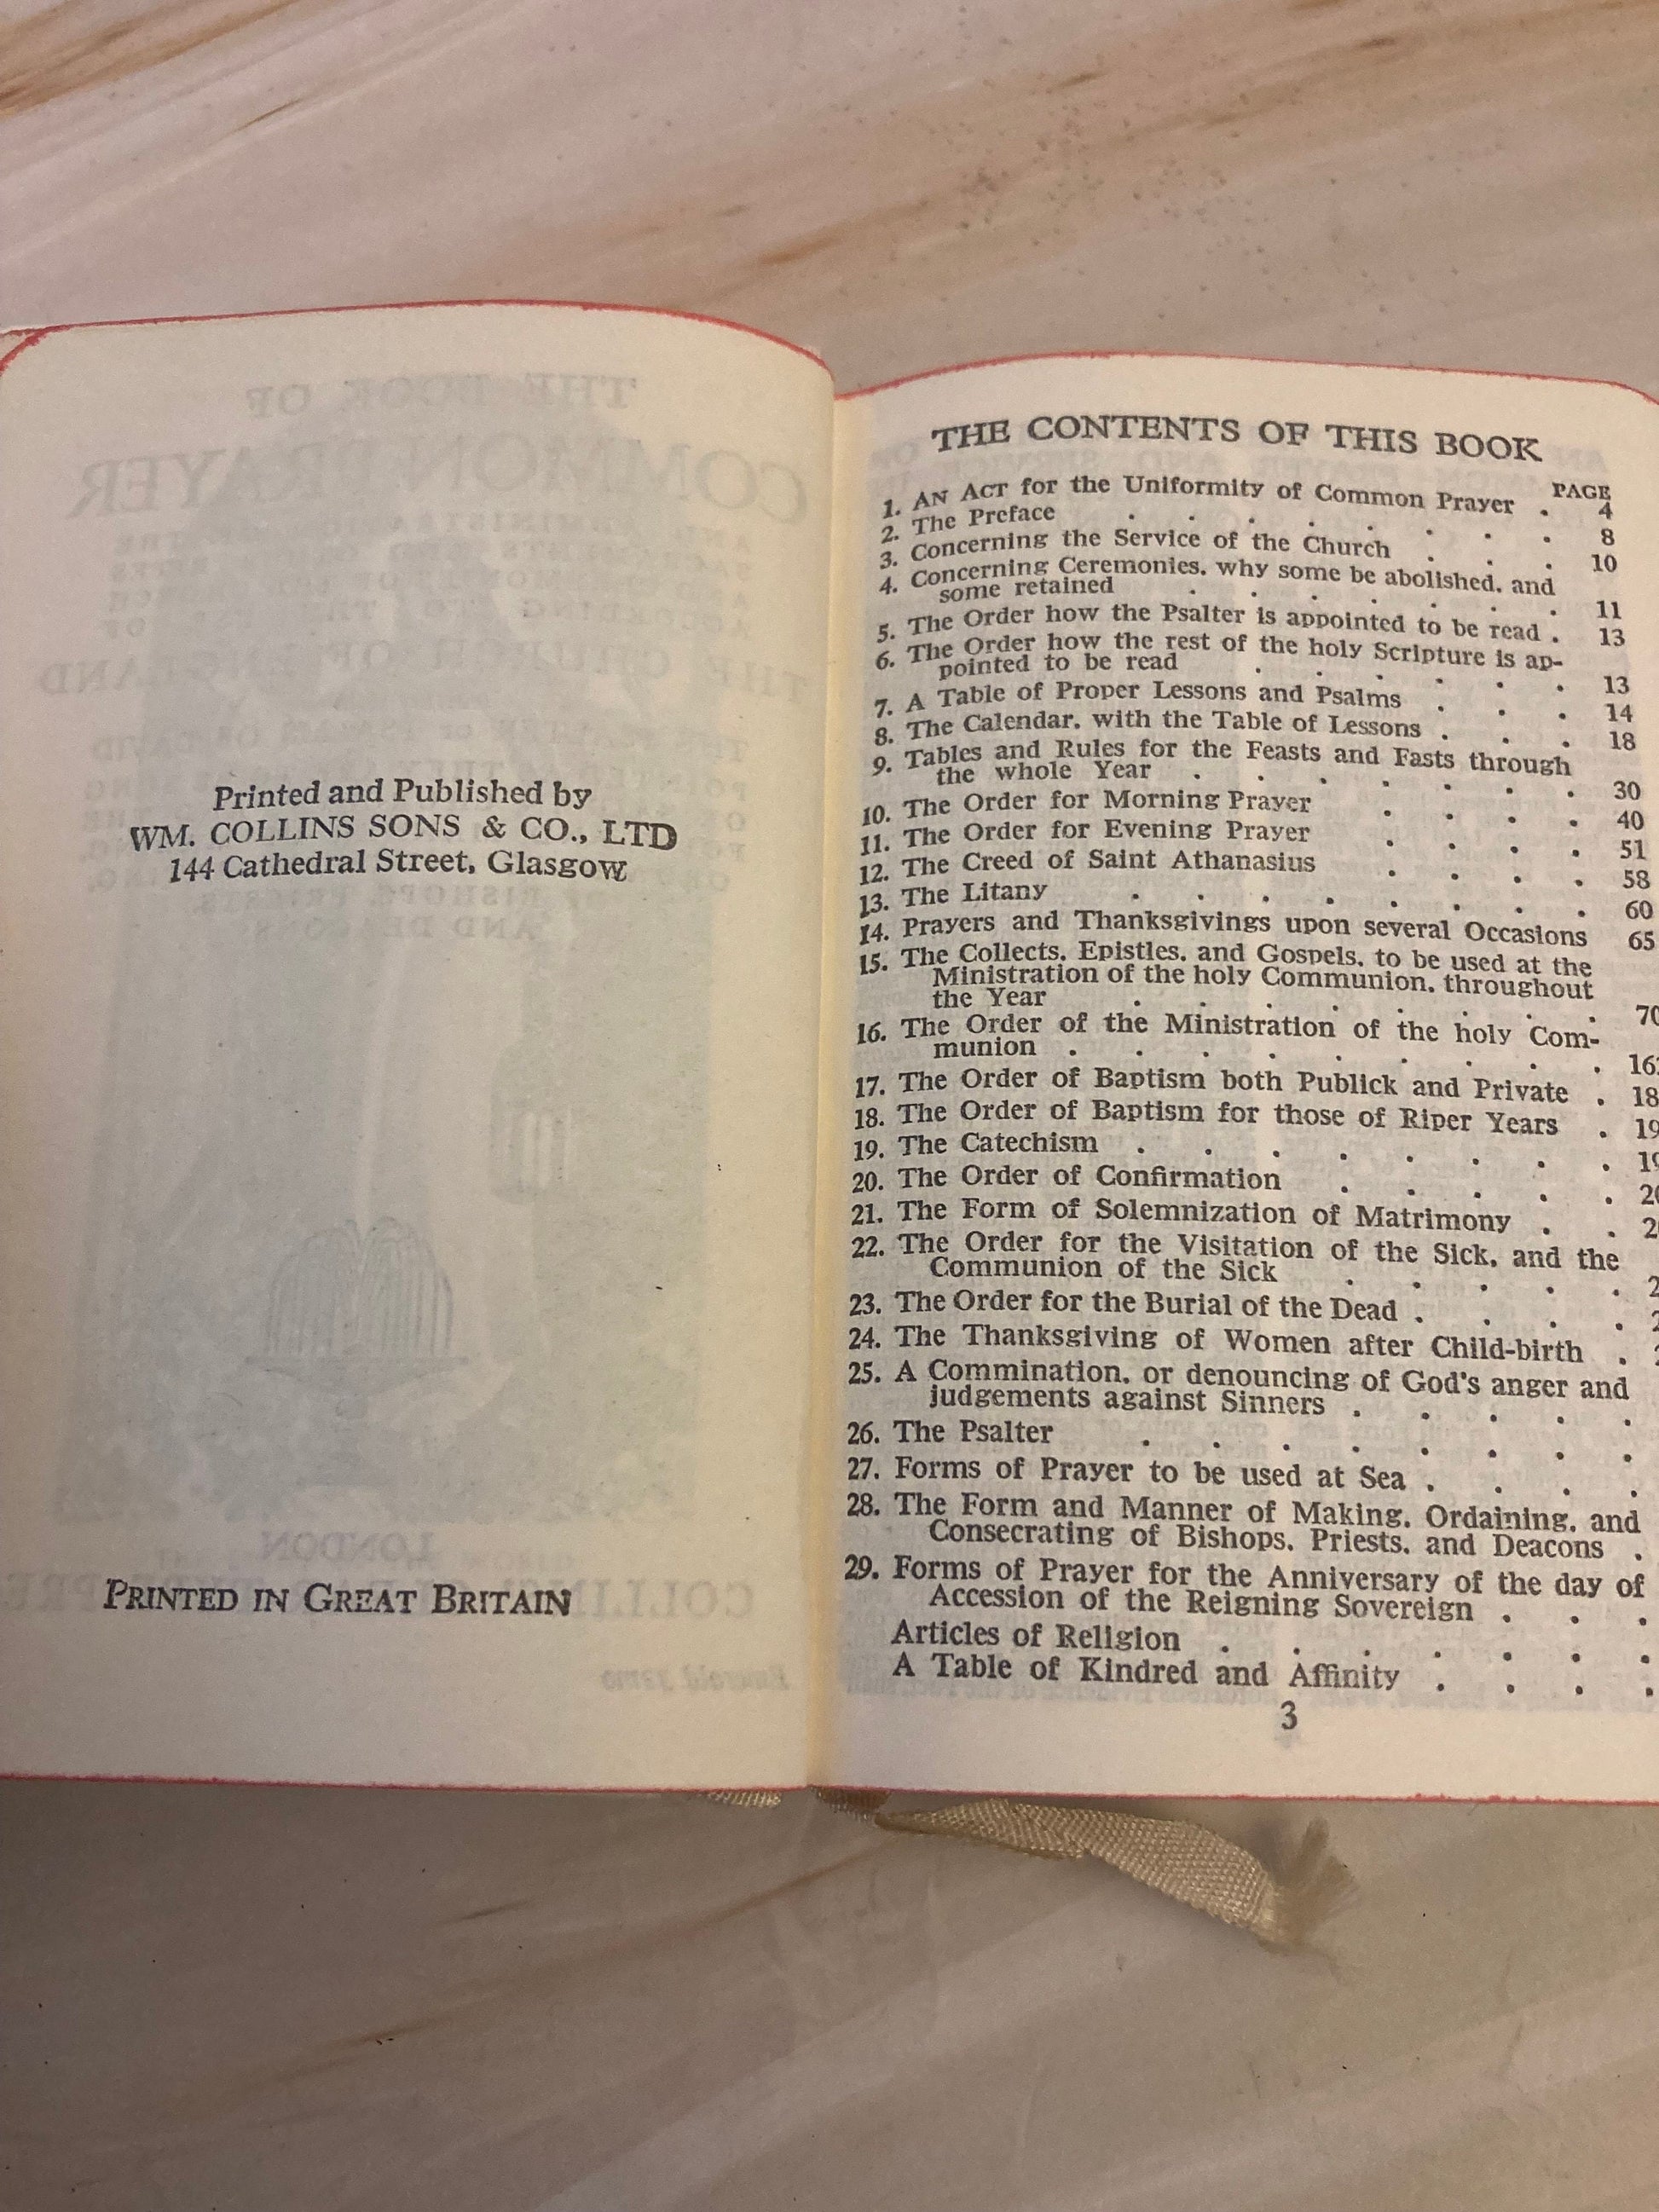 Printed and Published by
WM. COLLINS SONS & CO., LTD
144 Cathedral Street, Glasgow
PRINTED IN GREAT BRITAIN
THE CONTENTS OF THIS BOOK
PAGE
1. AN ACT for the Uniformity of Common Prayer . 4
2. The Preface . . . . . . . . 8
3. Concerning the Service of the Church . . . 10
4. Concerning Ceremonies, why some be abolished, and
some retained . . . . . . . 11
5. The Order how the Psalter is appointed to be read . 13
6. The Order how the rest of the holy Scripture is ap-
pointed to be read . . . . . . 13
7. A Table of Proper Lessons and Psalms . . . 14
8. The Calendar, with the Table of Lessons . . . 18
9. Tables and Rules for the Feasts and Fasts through
the whole Year . . . . . . . 30
10. The Order for Morning Prayer . . . . 40
11. The Order for Evening Prayer . . . . 51
12. The Creed of Saint Athanasius . . . . 58
13. The Litany . . . . . . . . 60
14. Prayers and Thanksgivings upon several Occasions 65
15. The Collects, Epistles, and Gospels, to be used at the
Ministration of the holy Communion, throughout
the Year . . . . . . . . 70
16. The Order of the Ministration of the holy Com-
munion . . . . . . . . . 16
17. The Order of Baptism both Publick and Private . 18
18. The Order of Baptism for those of Riper Years . 19
19. The Catechism . . . . . . . . 19
20. The Order of Confirmation . . . . . 20
21. The Form of Solemnization of Matrimony . . 2
22. The Order for the Visitation of the Sick, and the
Communion of the Sick . . . . . 2
23. The Order for the Burial of the Dead . . . . 2
24. The Thanksgiving of Women after Child-birth . 2
25. A Commination, or denouncing of God's anger and
judgements against Sinners . . . . .
26. The Psalter . . . . . . . .
27. Forms of Prayer to be used at Sea . . . .
28. The Form and Manner of Making, Ordaining, and
Consecrating of Bishops, Priests, and Deacons .
29. Forms of Prayer for the Anniversary of the day of
Accession of the Reigning Sovereign . . .
Articles of Religion . . . . . . .
A Table of Kindred and Affinity . . . .
3